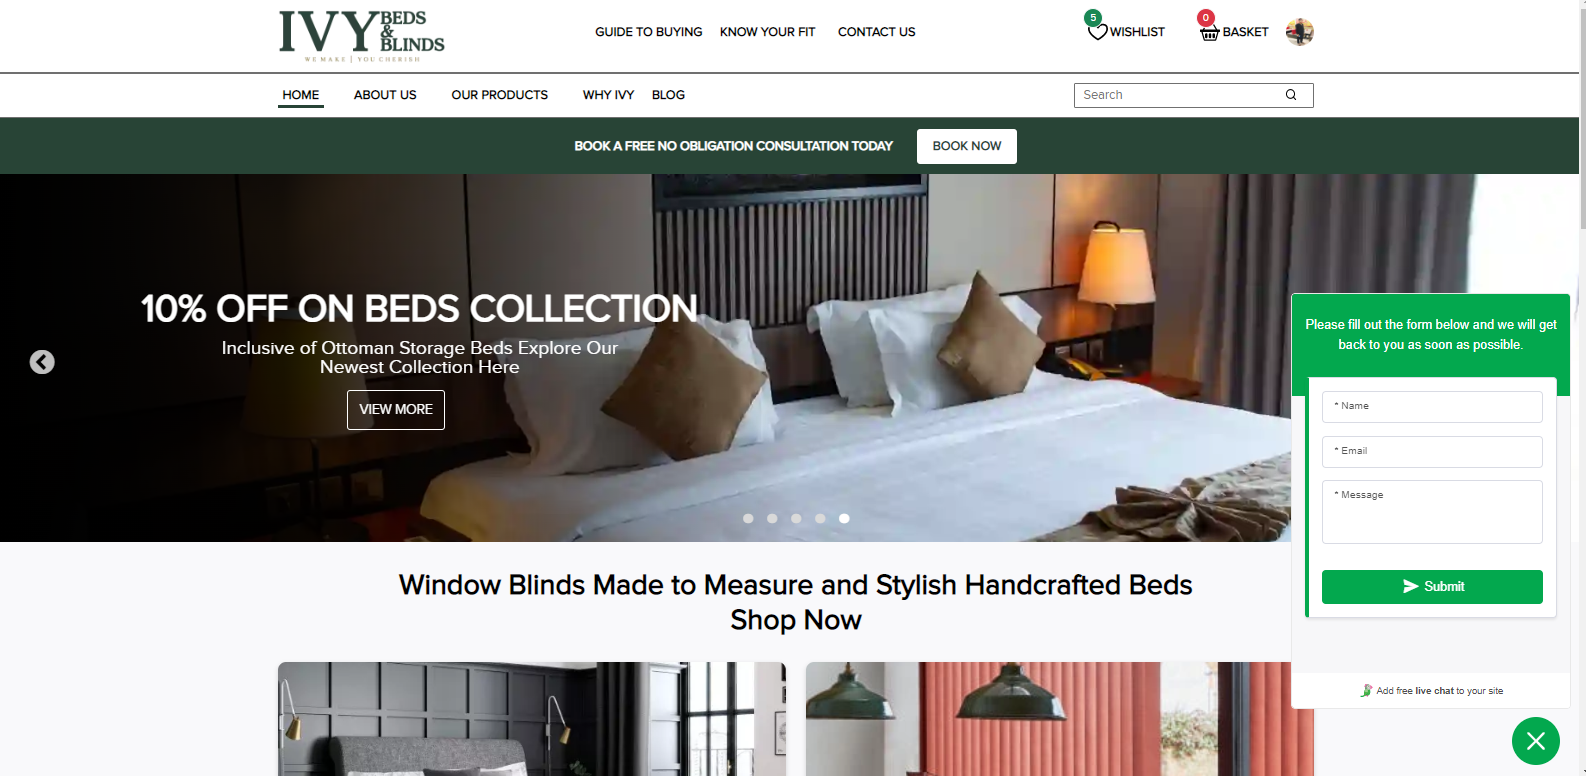 IVY BEDS
&
BLINDS
WE MAKE | YOU CHERISH
GUIDE TO BUYING
KNOW YOUR FIT
CONTACT US
5
WISHLIST
0
BASKET
HOME
ABOUT US
OUR PRODUCTS
WHY IVY
BLOG
Search
BOOK A FREE NO OBLIGATION CONSULTATION TODAY
BOOK NOW
10% OFF ON BEDS COLLECTION
Inclusive of Ottoman Storage Beds Explore Our
Newest Collection Here
VIEW MORE
Please fill out the form below and we will get
back to you as soon as possible.
* Name
* Email
* Message
Submit
Add free live chat to your site
Window Blinds Made to Measure and Stylish Handcrafted Beds
Shop Now